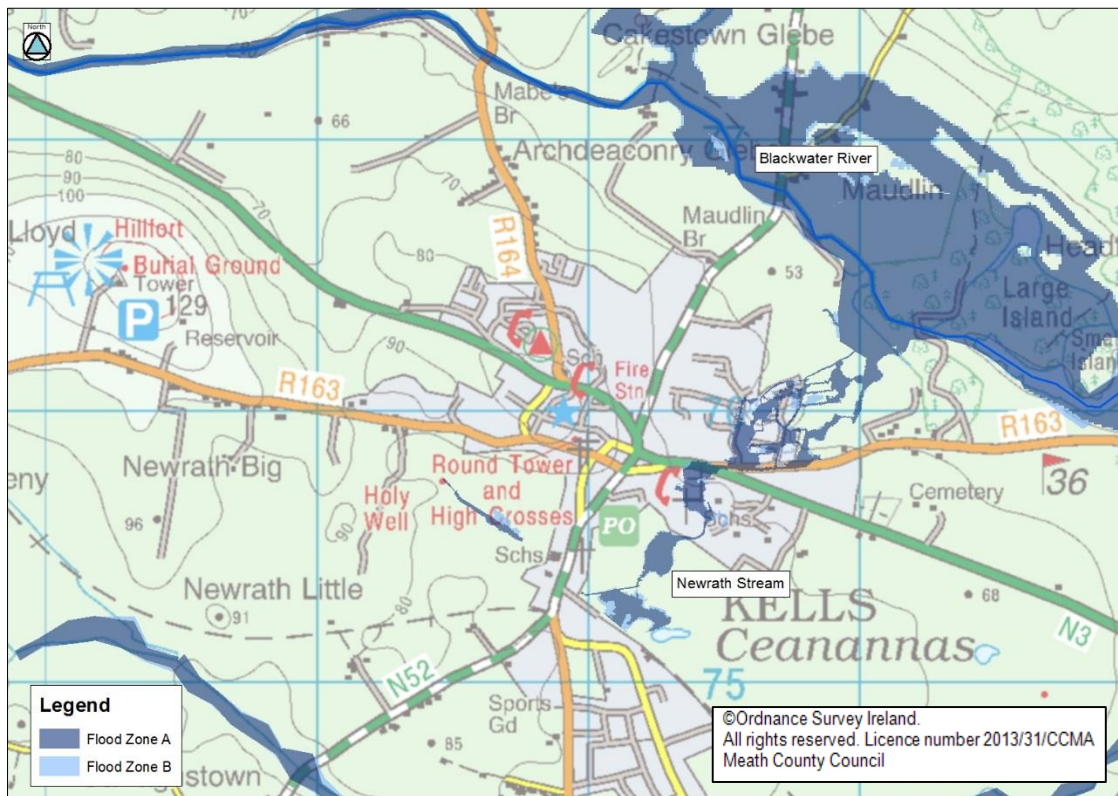 North
Cakestown Glebe
Mabe's
Br
66
Archdeaconry Glebe
77
Blackwater River
Maudlin
Maudlin
Br
53
80
90
100
70
70
80
Lloyd
Hillfort
Burial Ground
Tower
129
P
Reservoir
90
R164
Large
Island
Island
Sch
Fire
Stn
R163
R163
Newrath Big
Round Tower
and
High Crosses
Holy
Well
36
Cemetery
96
90
PO
Schs
Schs
Newrath Little
91
80
Newrath Stream
KELLS
Ceanannas
68
N3
N52
75
Sports
Gd
85
Legend
Flood Zone A
Flood Zone B
©Ordnance Survey Ireland.
All rights reserved. Licence number 2013/31/CCMA
Meath County Council